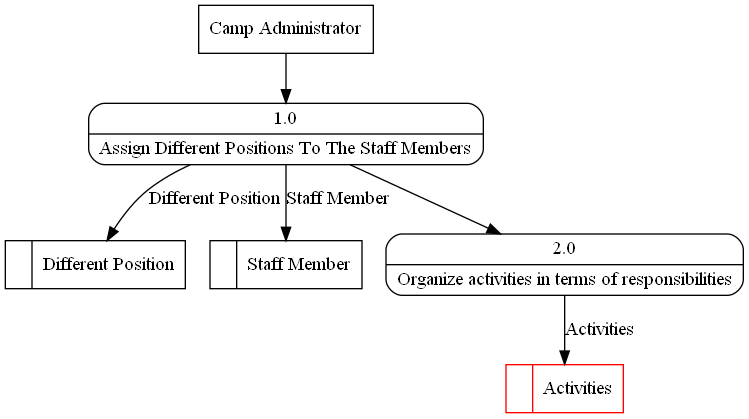 Camp Administrator
1.0
Assign Different Positions To The Staff Members
Different Position
Staff Member
Different Position
Staff Member
2.0
Organize activities in terms of responsibilities
Activities
Activities